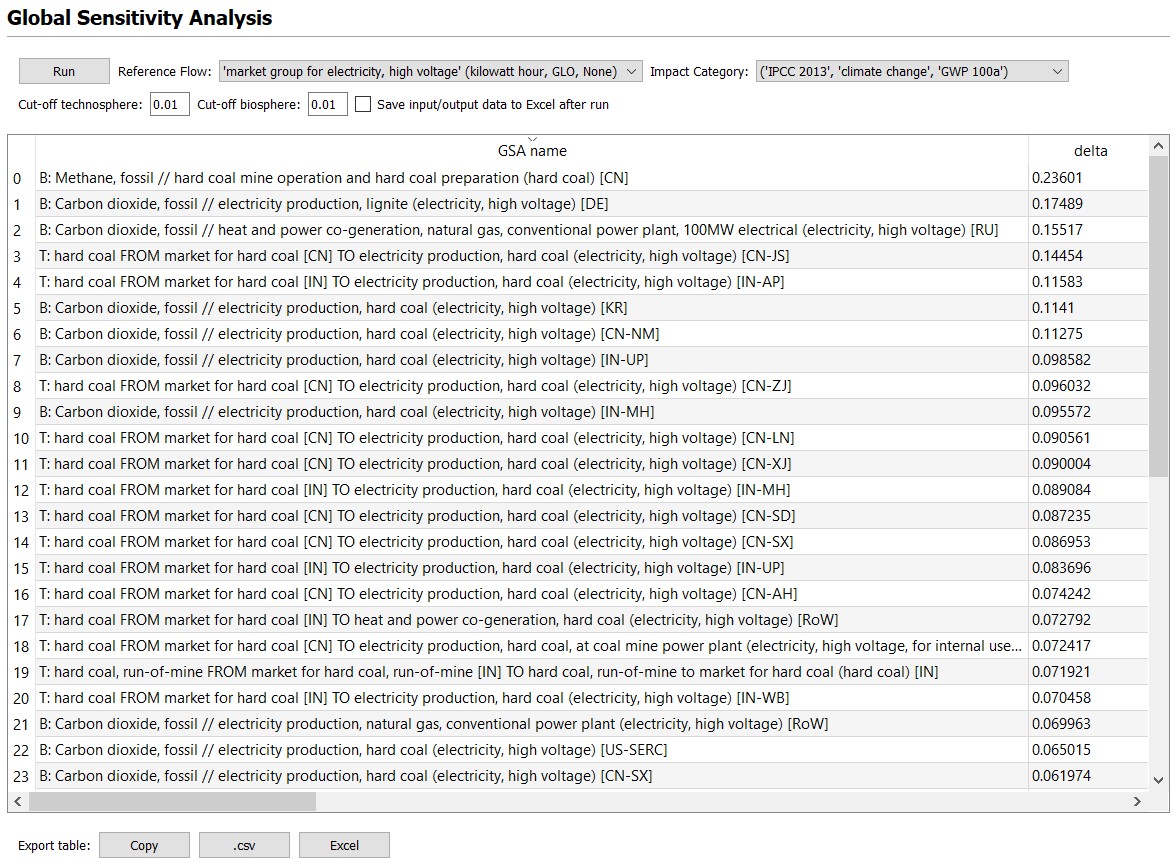 Global Sensitivity Analysis
Run Reference Flow: 'market group for electricity, high voltage' (kilowatt hour, GLO, None) Impact Category: ('IPCC 2013', 'climate change', 'GWP 100a')
Cut-off technosphere: 0.01 Cut-off biosphere: 0.01 Save input/output data to Excel after run
GSA name delta
0 B: Methane, fossil // hard coal mine operation and hard coal preparation (hard coal) [CN] 0.23601
1 B: Carbon dioxide, fossil // electricity production, lignite (electricity, high voltage) [DE] 0.17489
2 B: Carbon dioxide, fossil // heat and power co-generation, natural gas, conventional power plant, 100MW electrical (electricity, high voltage) [RU] 0.15517
3 T: hard coal FROM market for hard coal [CN] TO electricity production, hard coal (electricity, high voltage) [CN-JS] 0.14454
4 T: hard coal FROM market for hard coal [IN] TO electricity production, hard coal (electricity, high voltage) [IN-AP] 0.11583
5 B: Carbon dioxide, fossil // electricity production, hard coal (electricity, high voltage) [KR] 0.1141
6 B: Carbon dioxide, fossil // electricity production, hard coal (electricity, high voltage) [CN-NM] 0.11275
7 B: Carbon dioxide, fossil // electricity production, hard coal (electricity, high voltage) [IN-UP] 0.098582
8 T: hard coal FROM market for hard coal [CN] TO electricity production, hard coal (electricity, high voltage) [CN-ZJ] 0.096032
9 B: Carbon dioxide, fossil // electricity production, hard coal (electricity, high voltage) [IN-MH] 0.095572
10 T: hard coal FROM market for hard coal [CN] TO electricity production, hard coal (electricity, high voltage) [CN-LN] 0.090561
11 T: hard coal FROM market for hard coal [CN] TO electricity production, hard coal (electricity, high voltage) [CN-XJ] 0.090004
12 T: hard coal FROM market for hard coal [IN] TO electricity production, hard coal (electricity, high voltage) [IN-MH] 0.089084
13 T: hard coal FROM market for hard coal [CN] TO electricity production, hard coal (electricity, high voltage) [CN-SD] 0.087235
14 T: hard coal FROM market for hard coal [CN] TO electricity production, hard coal (electricity, high voltage) [CN-SX] 0.086953
15 T: hard coal FROM market for hard coal [IN] TO electricity production, hard coal (electricity, high voltage) [IN-UP] 0.083696
16 T: hard coal FROM market for hard coal [CN] TO electricity production, hard coal (electricity, high voltage) [CN-AH] 0.074242
17 T: hard coal FROM market for hard coal [IN] TO heat and power co-generation, hard coal (electricity, high voltage) [RoW] 0.072792
18 T: hard coal FROM market for hard coal [CN] TO electricity production, hard coal, at coal mine power plant (electricity, high voltage, for internal use... 0.072417
19 T: hard coal, run-of-mine FROM market for hard coal, run-of-mine [IN] TO hard coal, run-of-mine to market for hard coal (hard coal) [IN] 0.071921
20 T: hard coal FROM market for hard coal [IN] TO electricity production, hard coal (electricity, high voltage) [IN-WB] 0.070458
21 B: Carbon dioxide, fossil // electricity production, natural gas, conventional power plant (electricity, high voltage) [RoW] 0.069963
22 B: Carbon dioxide, fossil // electricity production, hard coal (electricity, high voltage) [US-SERC] 0.065015
23 B: Carbon dioxide, fossil // electricity production, hard coal (electricity, high voltage) [CN-SX] 0.061974
Export table: Copy .csv Excel